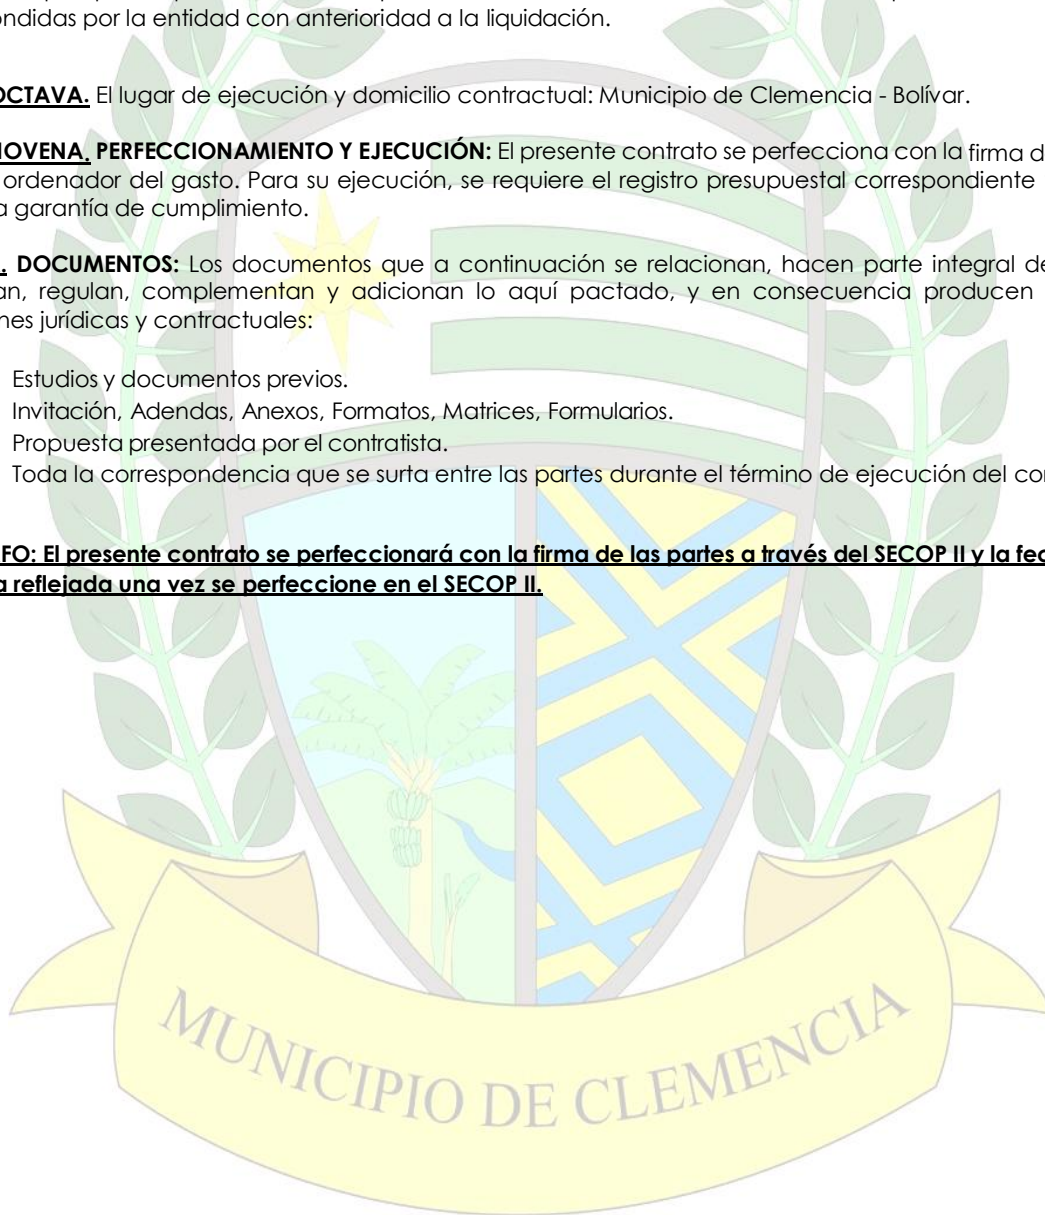 ondidas por la entidad con anterioridad a la liquidación.
OCTAVA. El lugar de ejecución y domicilio contractual: Municipio de Clemencia - Bolívar.
NOVENA. PERFECCIONAMIENTO Y EJECUCIÓN: El presente contrato se perfecciona con la firma d
ordenador del gasto. Para su ejecución, se requiere el registro presupuestal correspondiente
a garantía de cumplimiento.
. DOCUMENTOS: Los documentos que a continuación se relacionan, hacen parte integral de
an, regulan, complementan y adicionan lo aquí pactado, y en consecuencia producen
nes jurídicas y contractuales:
Estudios y documentos previos.
Invitación, Adendas, Anexos, Formatos, Matrices, Formularios.
Propuesta presentada por el contratista.
Toda la correspondencia que se surta entre las partes durante el término de ejecución del con
FO: El presente contrato se perfeccionará con la firma de las partes a través del SECOP II y la fec
a reflejada una vez se perfeccione en el SECOP II.
MUNICIPIO DE CLEMENCIA